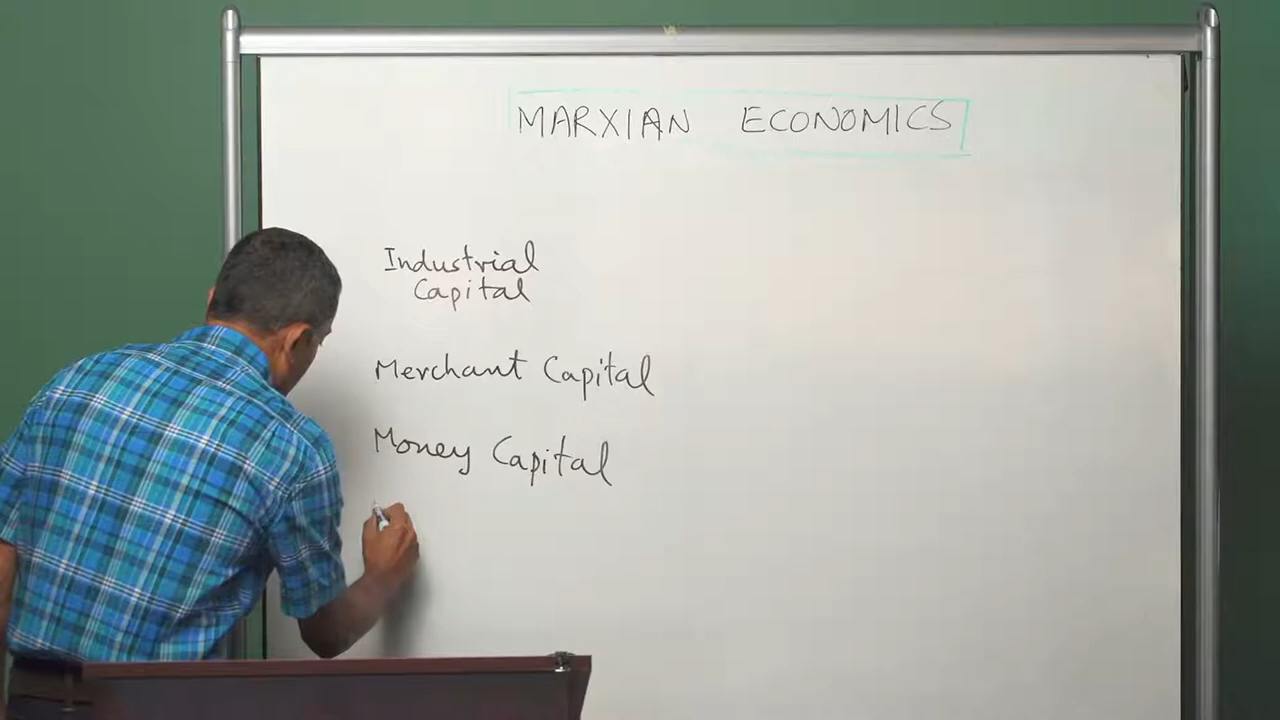 MARXIAN ECONOMICS
Industrial
Capital
Merchant Capital
Money Capital